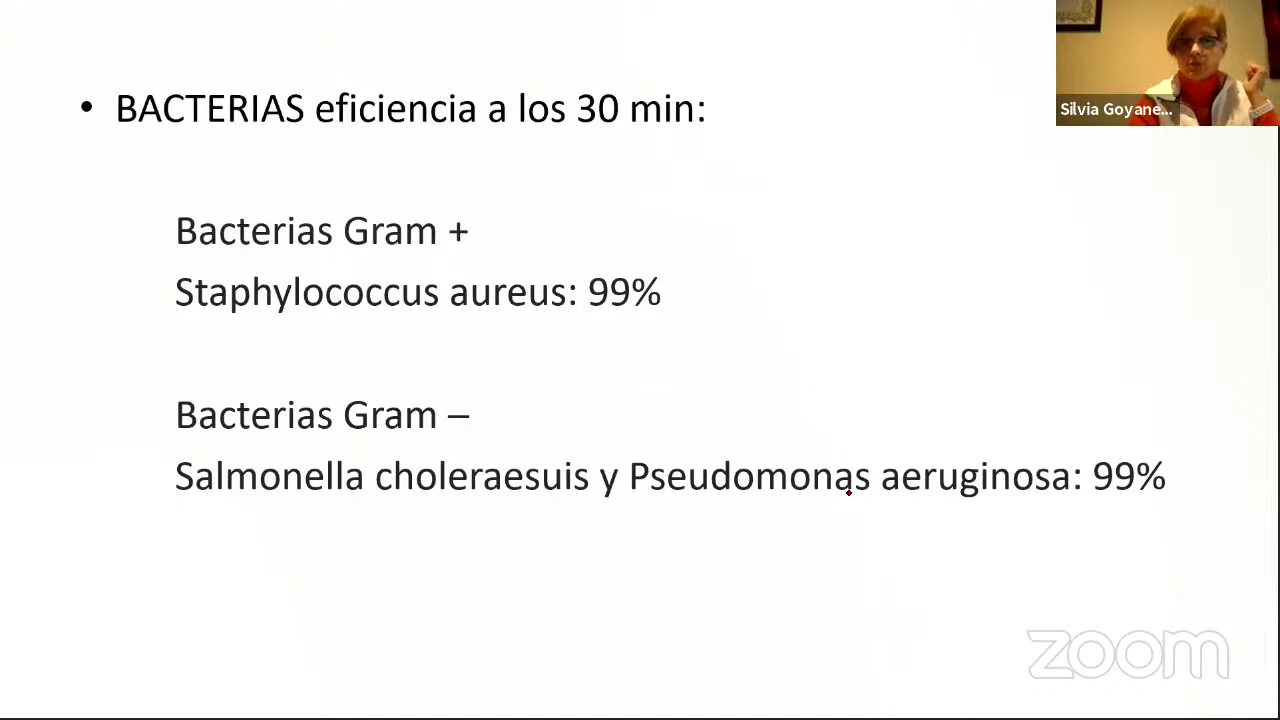 • BACTERIAS eficiencia a los 30 min:
Bacterias Gram +
Staphylococcus aureus: 99%
Bacterias Gram –
Salmonella choleraesuis y Pseudomonas aeruginosa: 99%
Silvia Goyane...
zoom